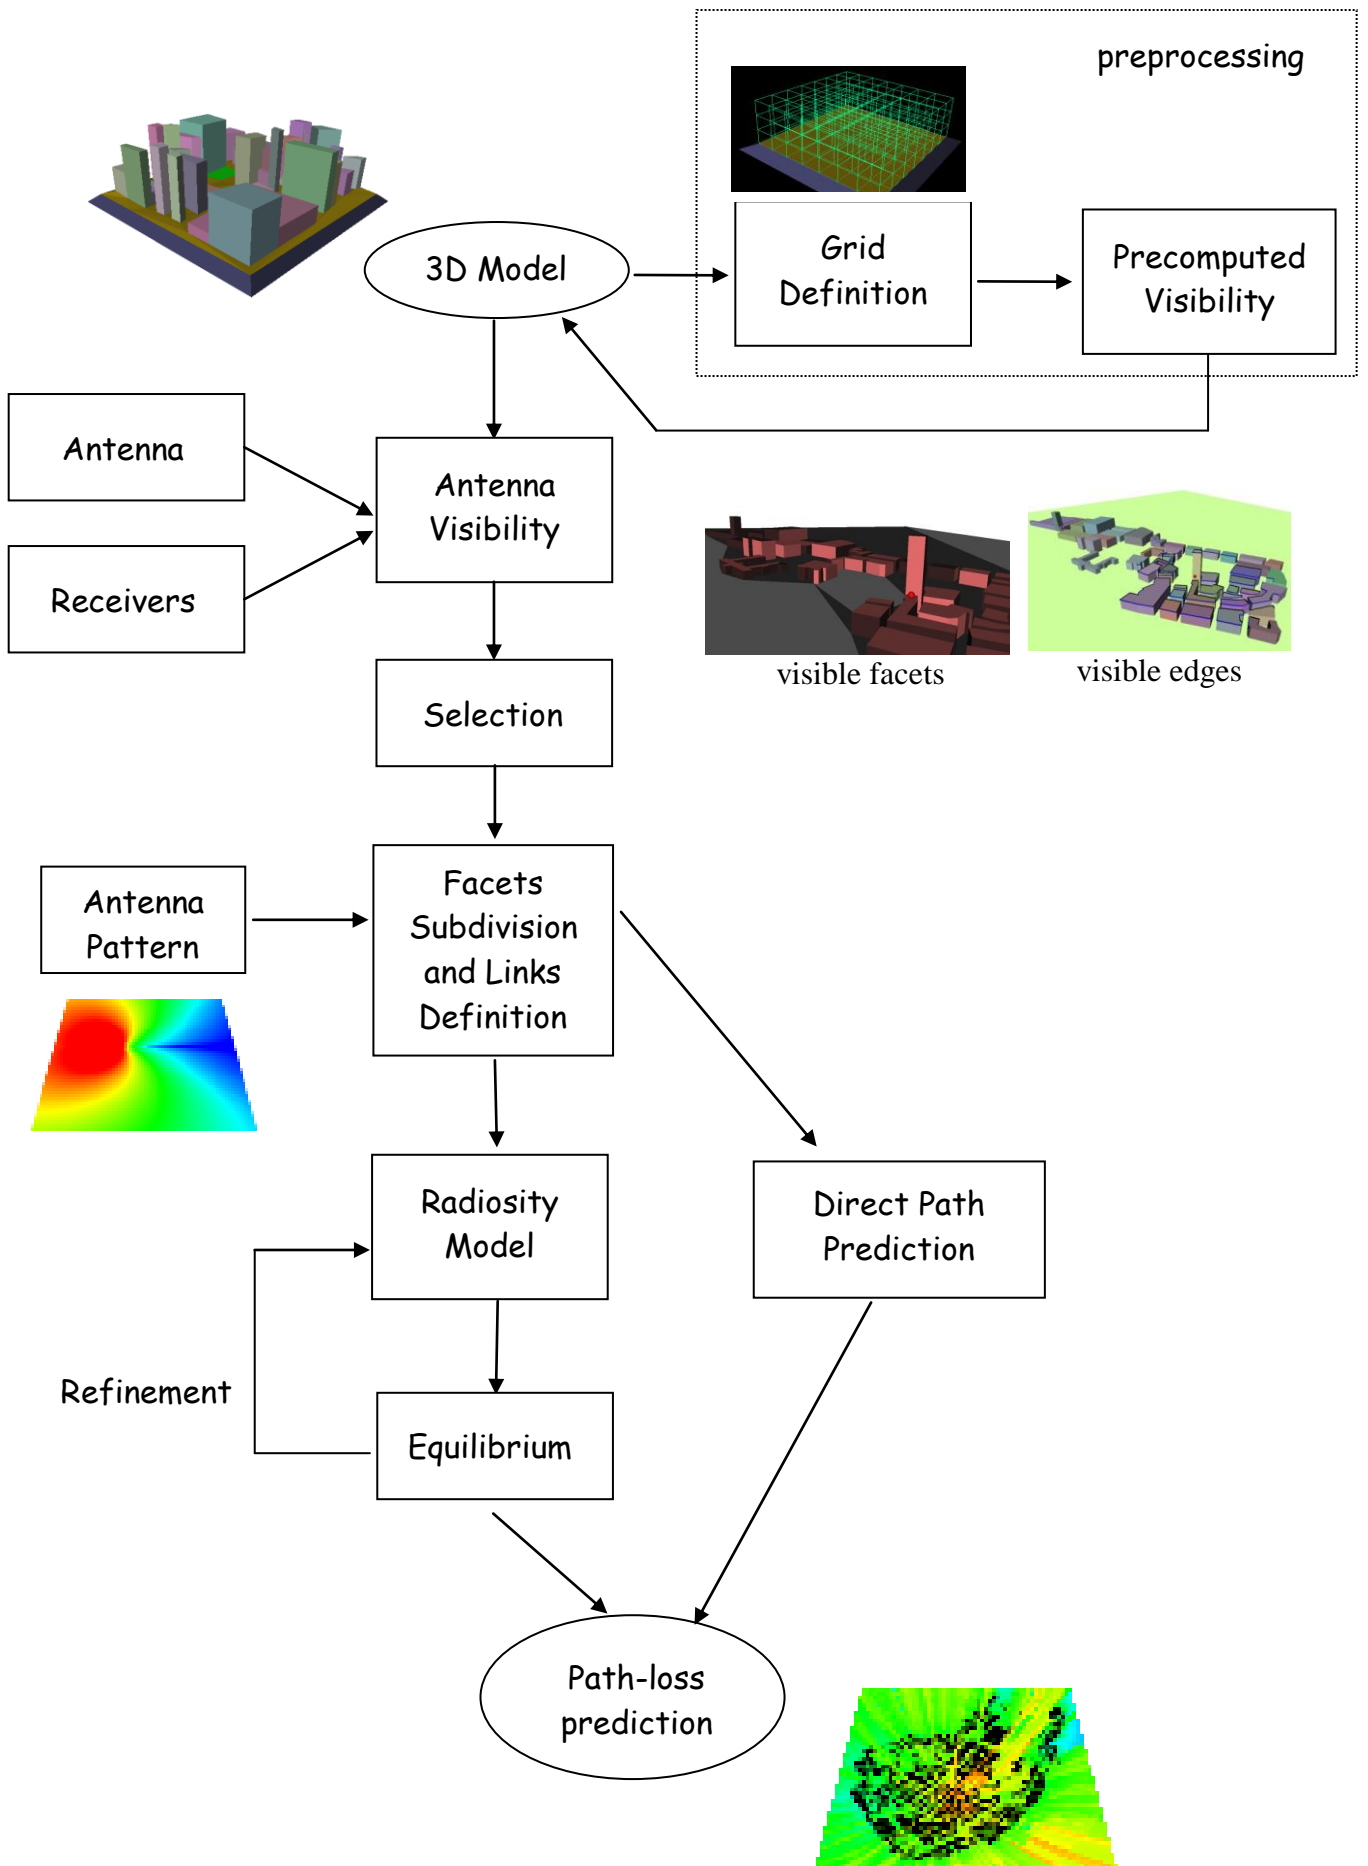 preprocessing
3D Model
Grid
Definition
Precomputed
Visibility
Antenna
Antenna
Visibility
Receivers
visible facets
visible edges
Selection
Antenna
Pattern
Facets
Subdivision
and Links
Definition
Radiosity
Model
Direct Path
Prediction
Refinement
Equilibrium
Path-loss
prediction